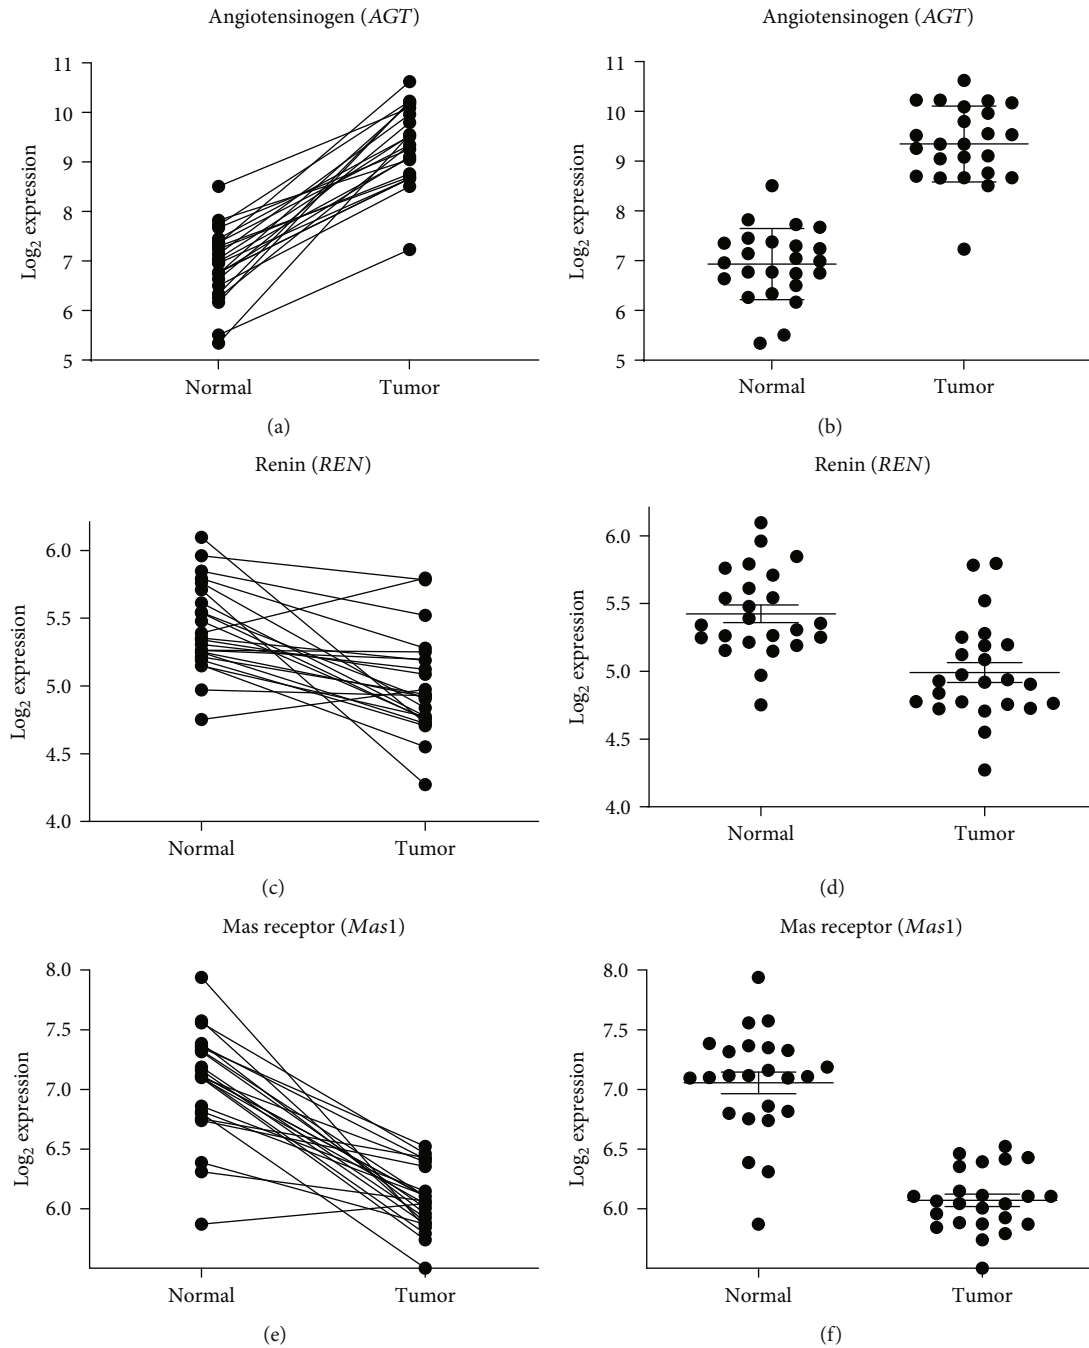 Angiotensinogen (AGT)
Log2 expression
11
10
9
8
7
6
5
Normal
Tumor
(a)
Angiotensinogen (AGT)
Log2 expression
11
10
9
8
7
6
5
Normal
Tumor
(b)
Renin (REN)
Log2 expression
6.0
5.5
5.0
4.5
4.0
Normal
Tumor
(c)
Renin (REN)
Log2 expression
6.0
5.5
5.0
4.5
4.0
Normal
Tumor
(d)
Mas receptor (Mas1)
Log2 expression
8.0
7.5
7.0
6.5
6.0
Normal
Tumor
(e)
Mas receptor (Mas1)
Log2 expression
8.0
7.5
7.0
6.5
6.0
Normal
Tumor
(f)